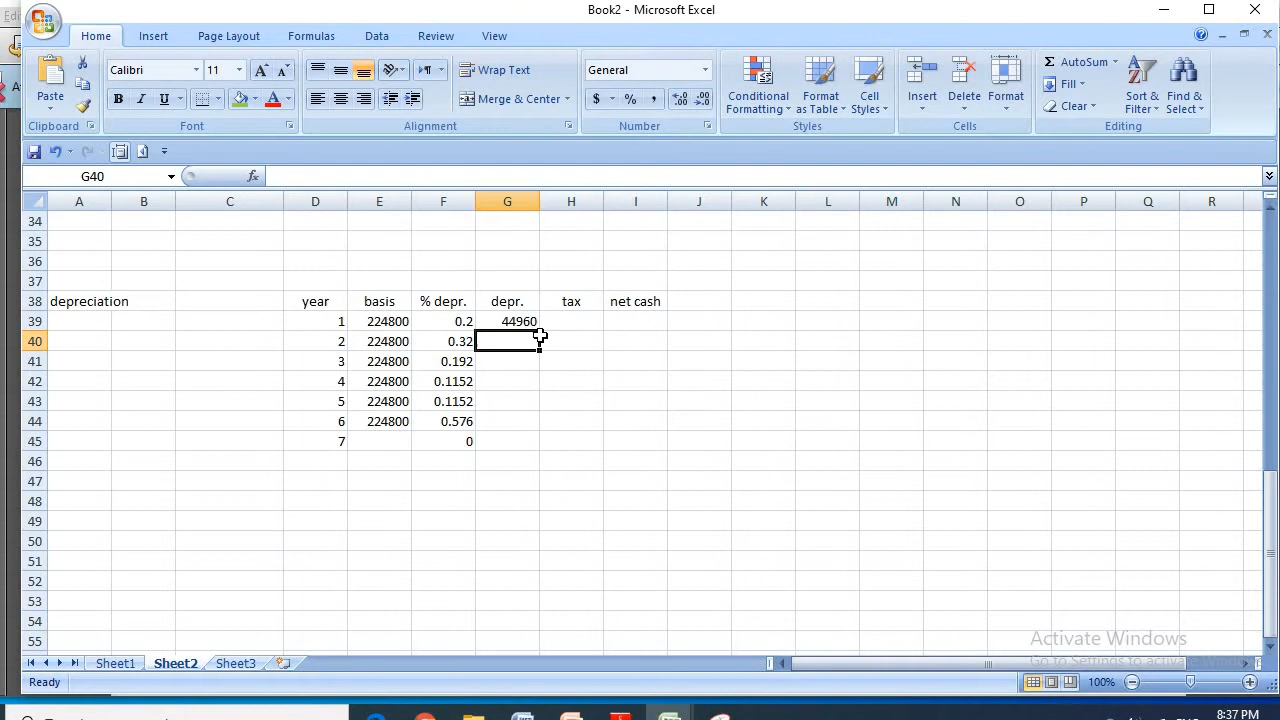 Book2 - Microsoft Excel
Home Insert Page Layout Formulas Data Review View
Calibri 11 Wrap Text General AutoSum
Paste Fill
B I U Merge & Center $ % , Conditional Formatting Format as Table Cell Styles Insert Delete Format Clear Sort & Filter Find & Select
Clipboard Font Alignment Number Styles Cells Editing
G40 fx
A B C D E F G H I J K L M N O P Q R
34
35
36
37
38 depreciation year basis % depr. depr. tax net cash
39 1 224800 0.2 44960
40 2 224800 0.32
41 3 224800 0.192
42 4 224800 0.1152
43 5 224800 0.1152
44 6 224800 0.576
45 7 0
46
47
48
49
50
51
52
53
54
55
Activate Windows
Sheet1 Sheet2 Sheet3
Ready 100%
8:37 PM